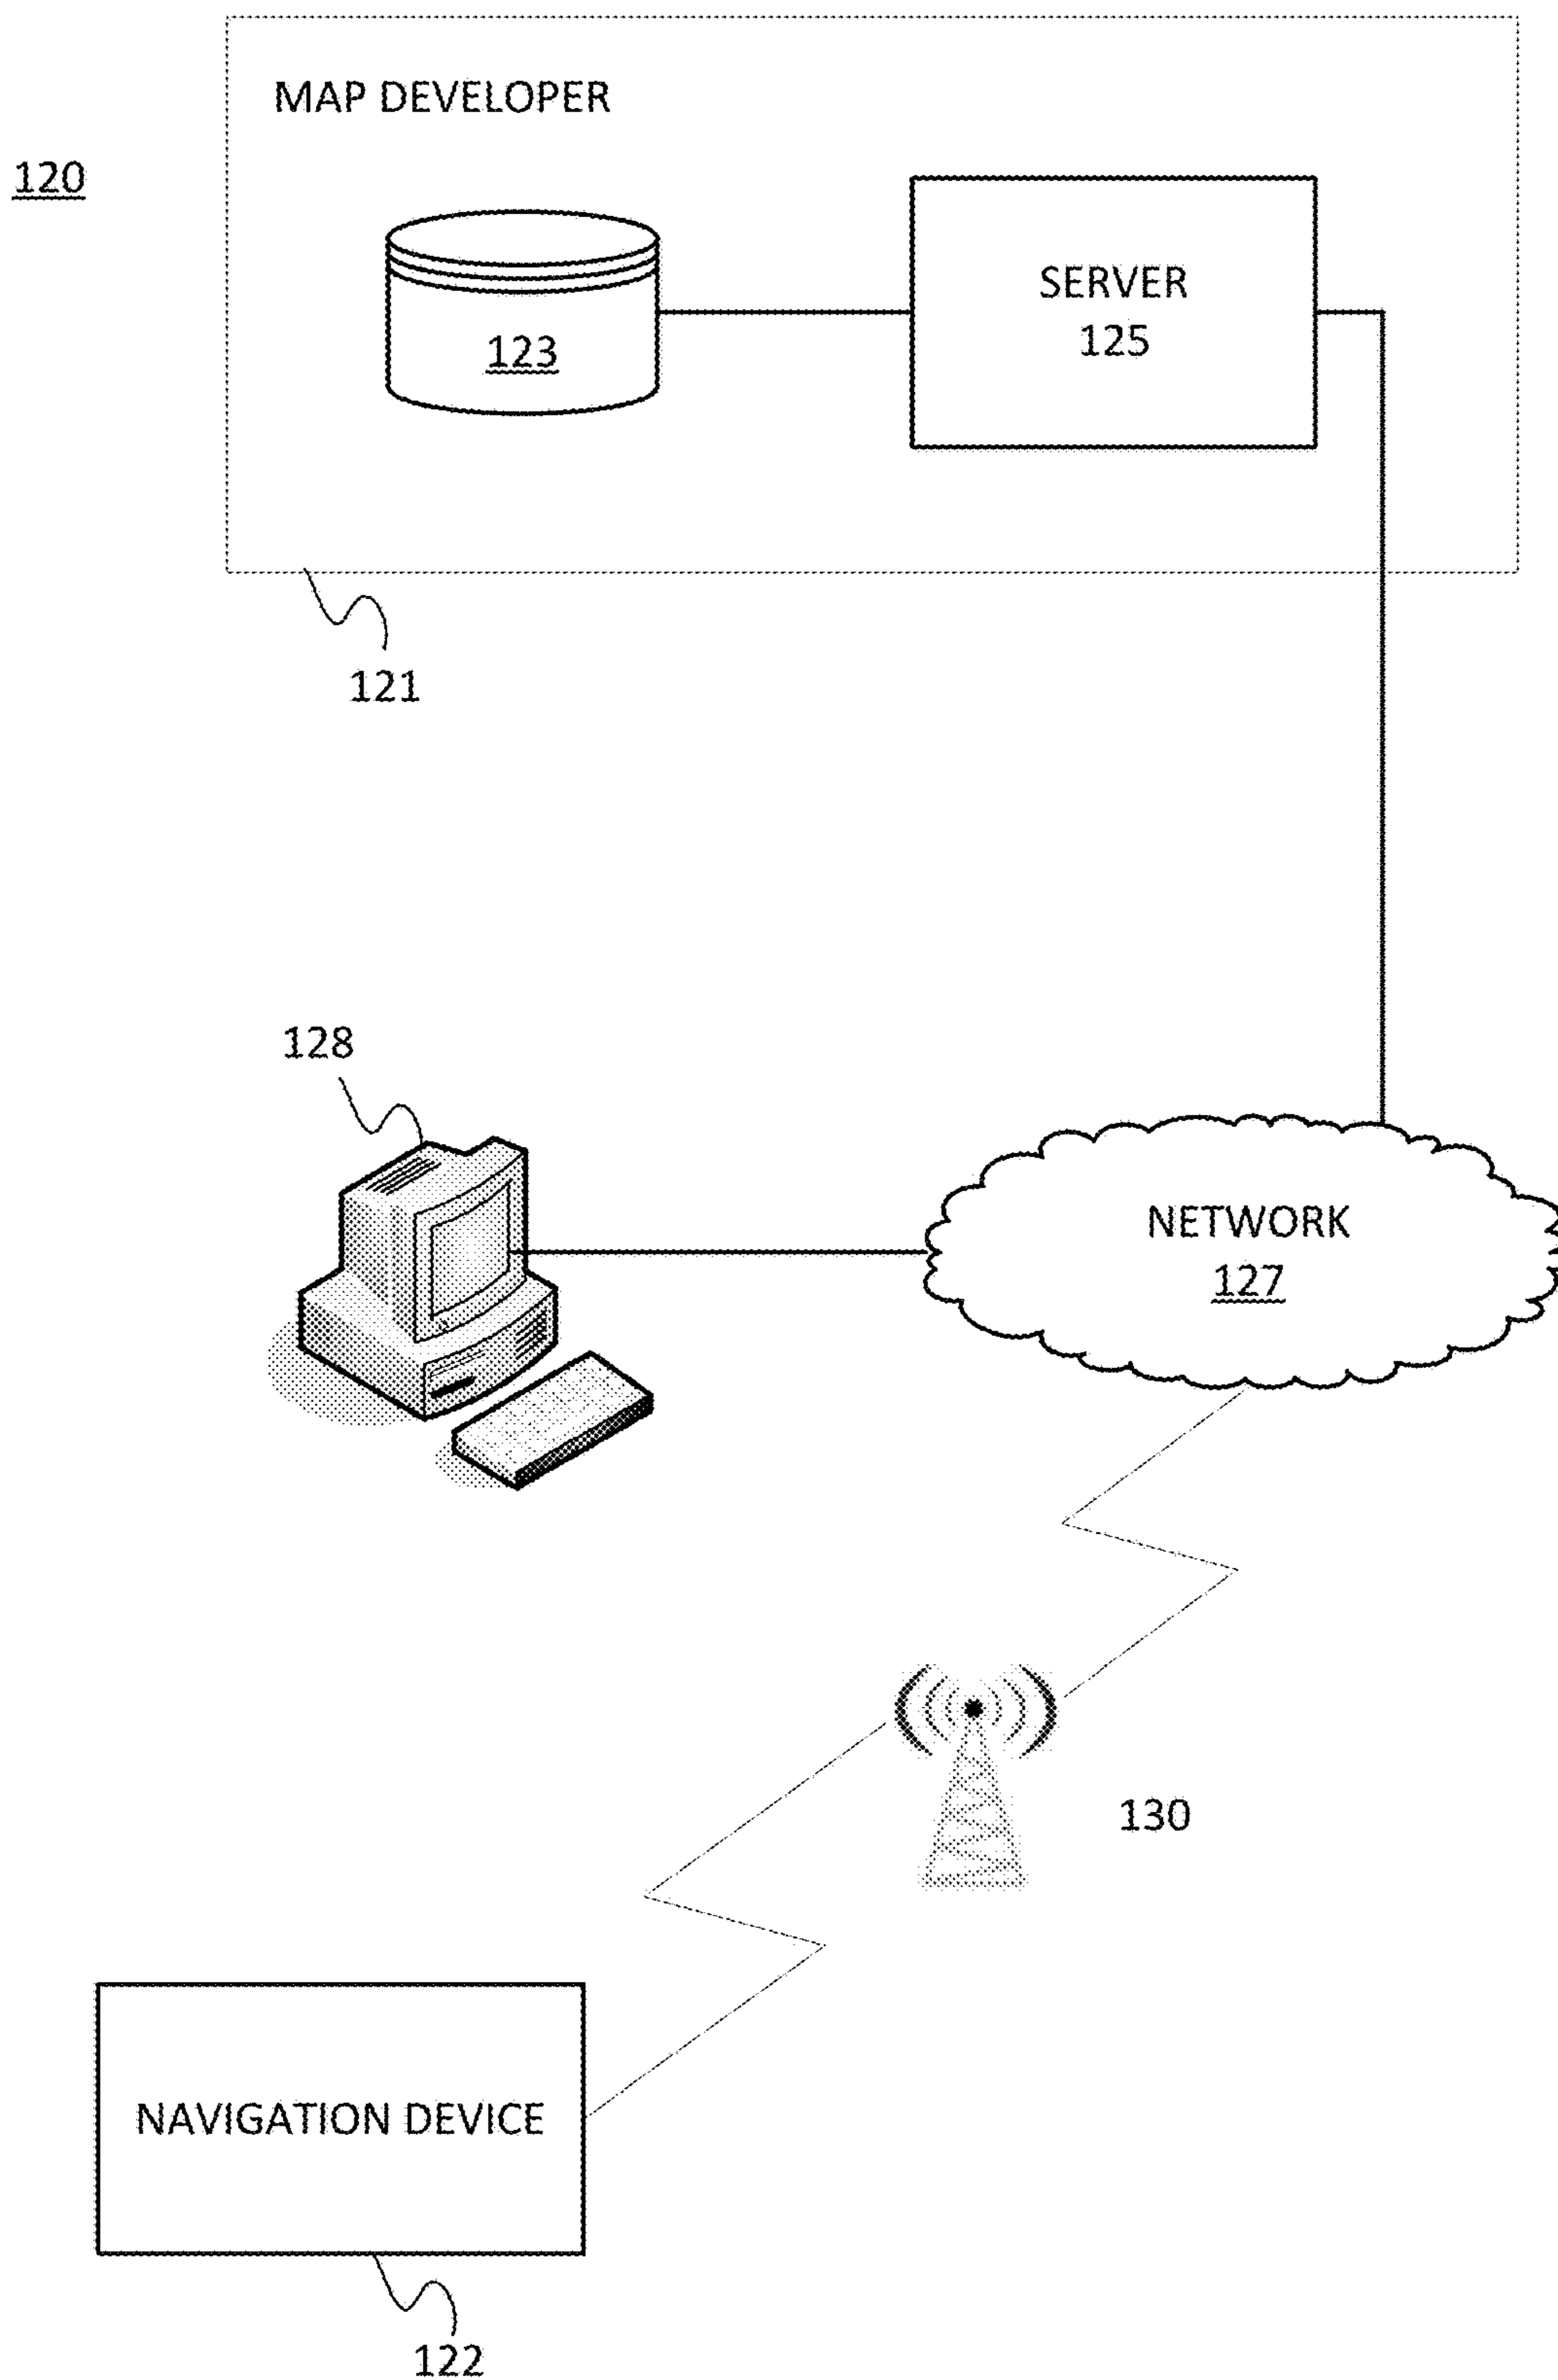 MAP DEVELOPER
120
SERVER
125
123
121
128
NETWORK
127
130
NAVIGATION DEVICE
122